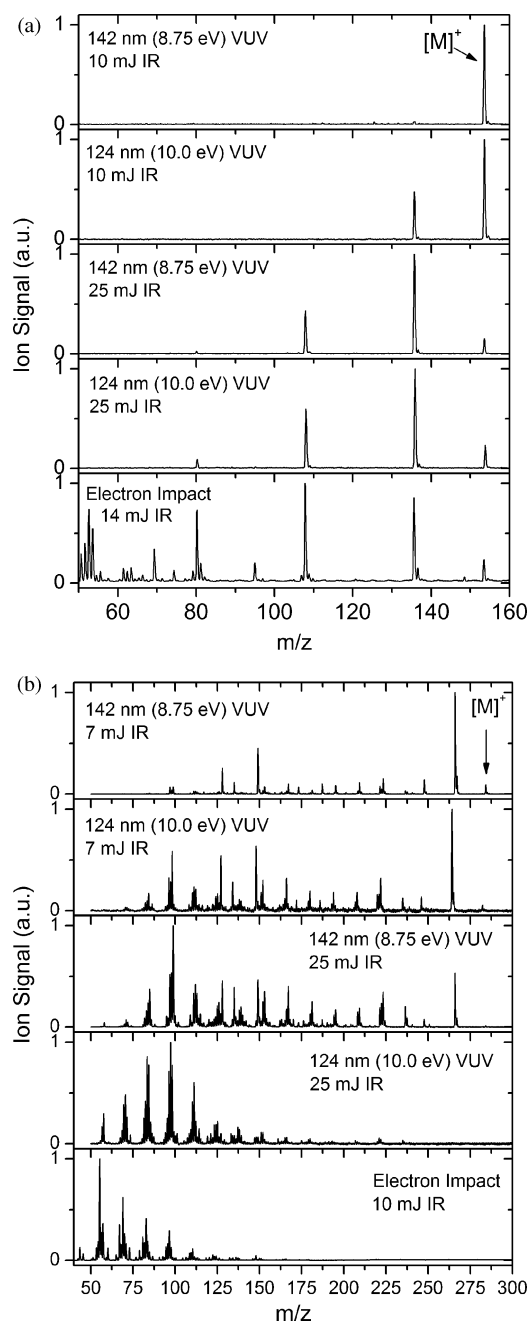 (a)
142 nm (8.75 eV) VUV
10 mJ IR
[M]+
124 nm (10.0 eV) VUV
10 mJ IR
142 nm (8.75 eV) VUV
25 mJ IR
124 nm (10.0 eV) VUV
25 mJ IR
Electron Impact
14 mJ IR
1
0
1
0
1
0
1
0
1
0
Ion Signal (a.u.)
60 80 100 120 140 160
m/z
(b)
142 nm (8.75 eV) VUV
7 mJ IR
[M]+
124 nm (10.0 eV) VUV
7 mJ IR
142 nm (8.75 eV) VUV
25 mJ IR
124 nm (10.0 eV) VUV
25 mJ IR
Electron Impact
10 mJ IR
1
0
1
0
1
0
1
0
1
0
Ion Signal (a.u.)
50 75 100 125 150 175 200 225 250 275 300
m/z